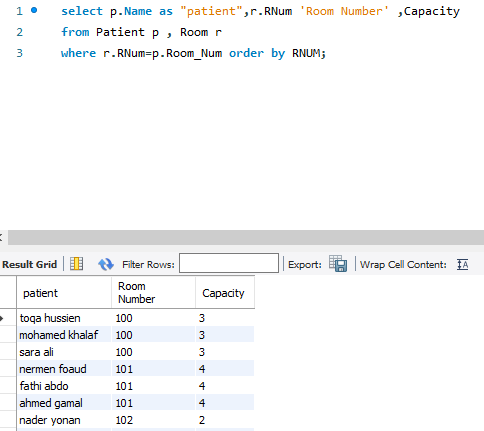 1 select p.Name as "patient",r.RNum 'Room Number' ,Capacity
2 from Patient p , Room r
3 where r.RNum=p.Room_Num order by RNUM;
Result Grid Filter Rows: Export: Wrap Cell Content:
patient Room Number Capacity
toqa hussien 100 3
mohamed khalaf 100 3
sara ali 100 3
nermen foaud 101 4
fathi abdo 101 4
ahmed gamal 101 4
nader yonan 102 2